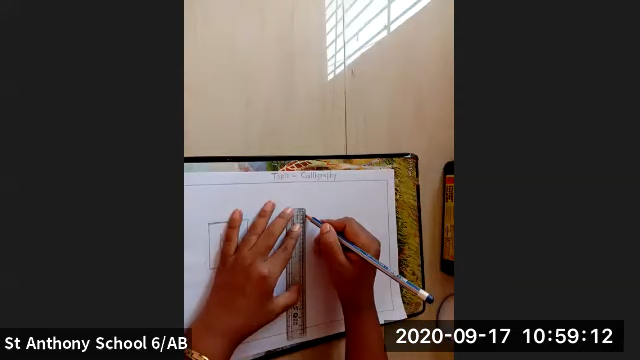 Topic - Calligraphy
St Anthony School 6/AB
2020-09-17 10:59:12